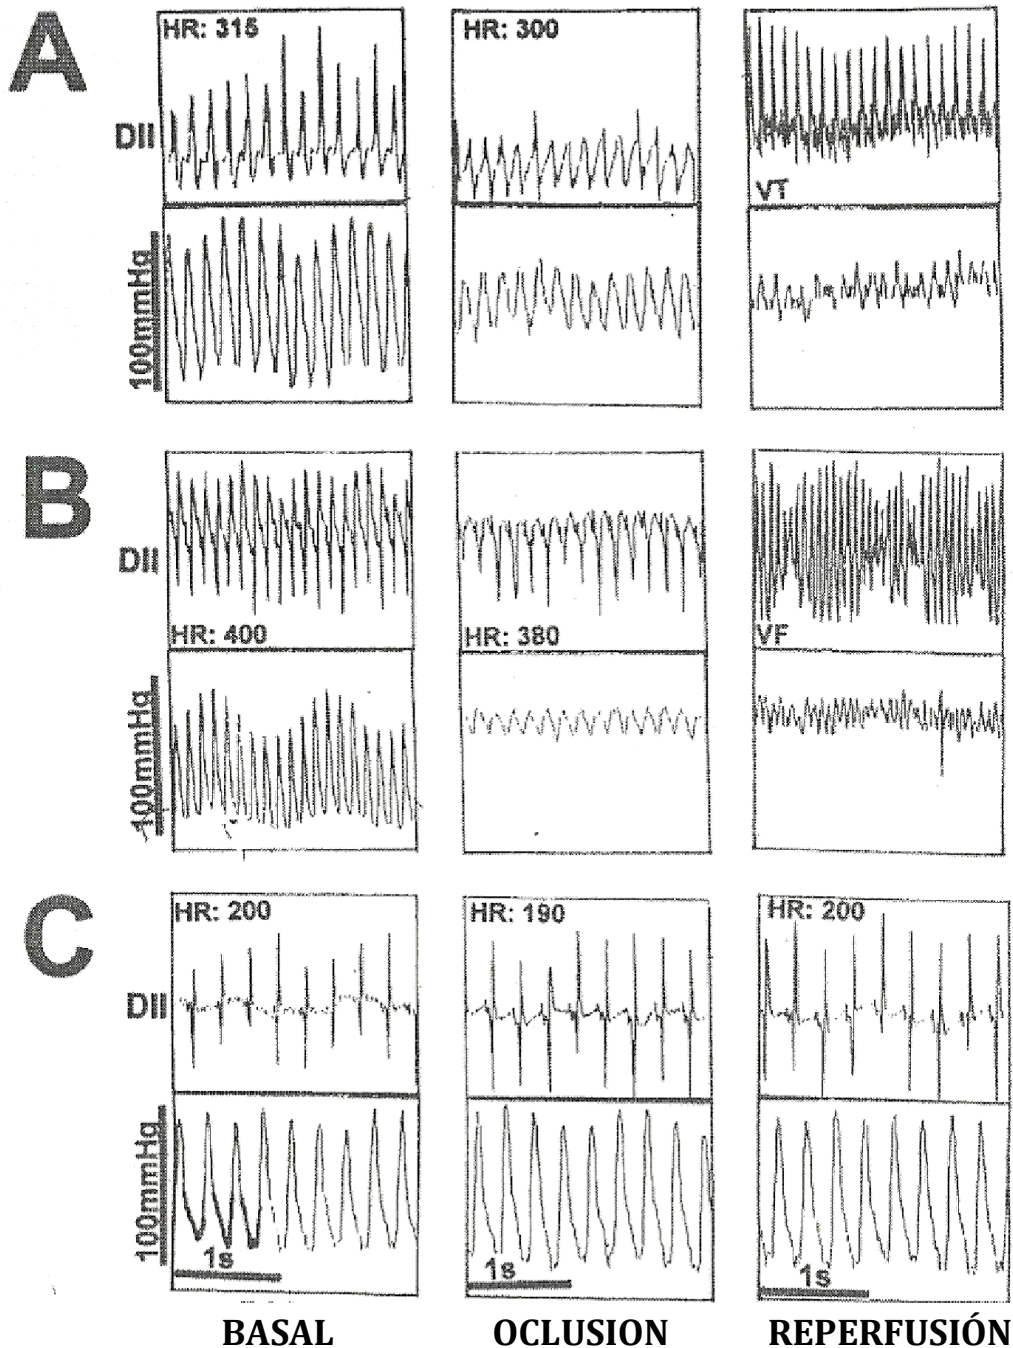 A
HR: 315
HR: 300
DII
VT
100mmHg
B
DII
HR: 400
HR: 380
VF
100mmHg
C
HR: 200
HR: 190
HR: 200
DII
100mmHg
1s
1s
1s
BASAL
OCLUSION
REPERFUSIÓN